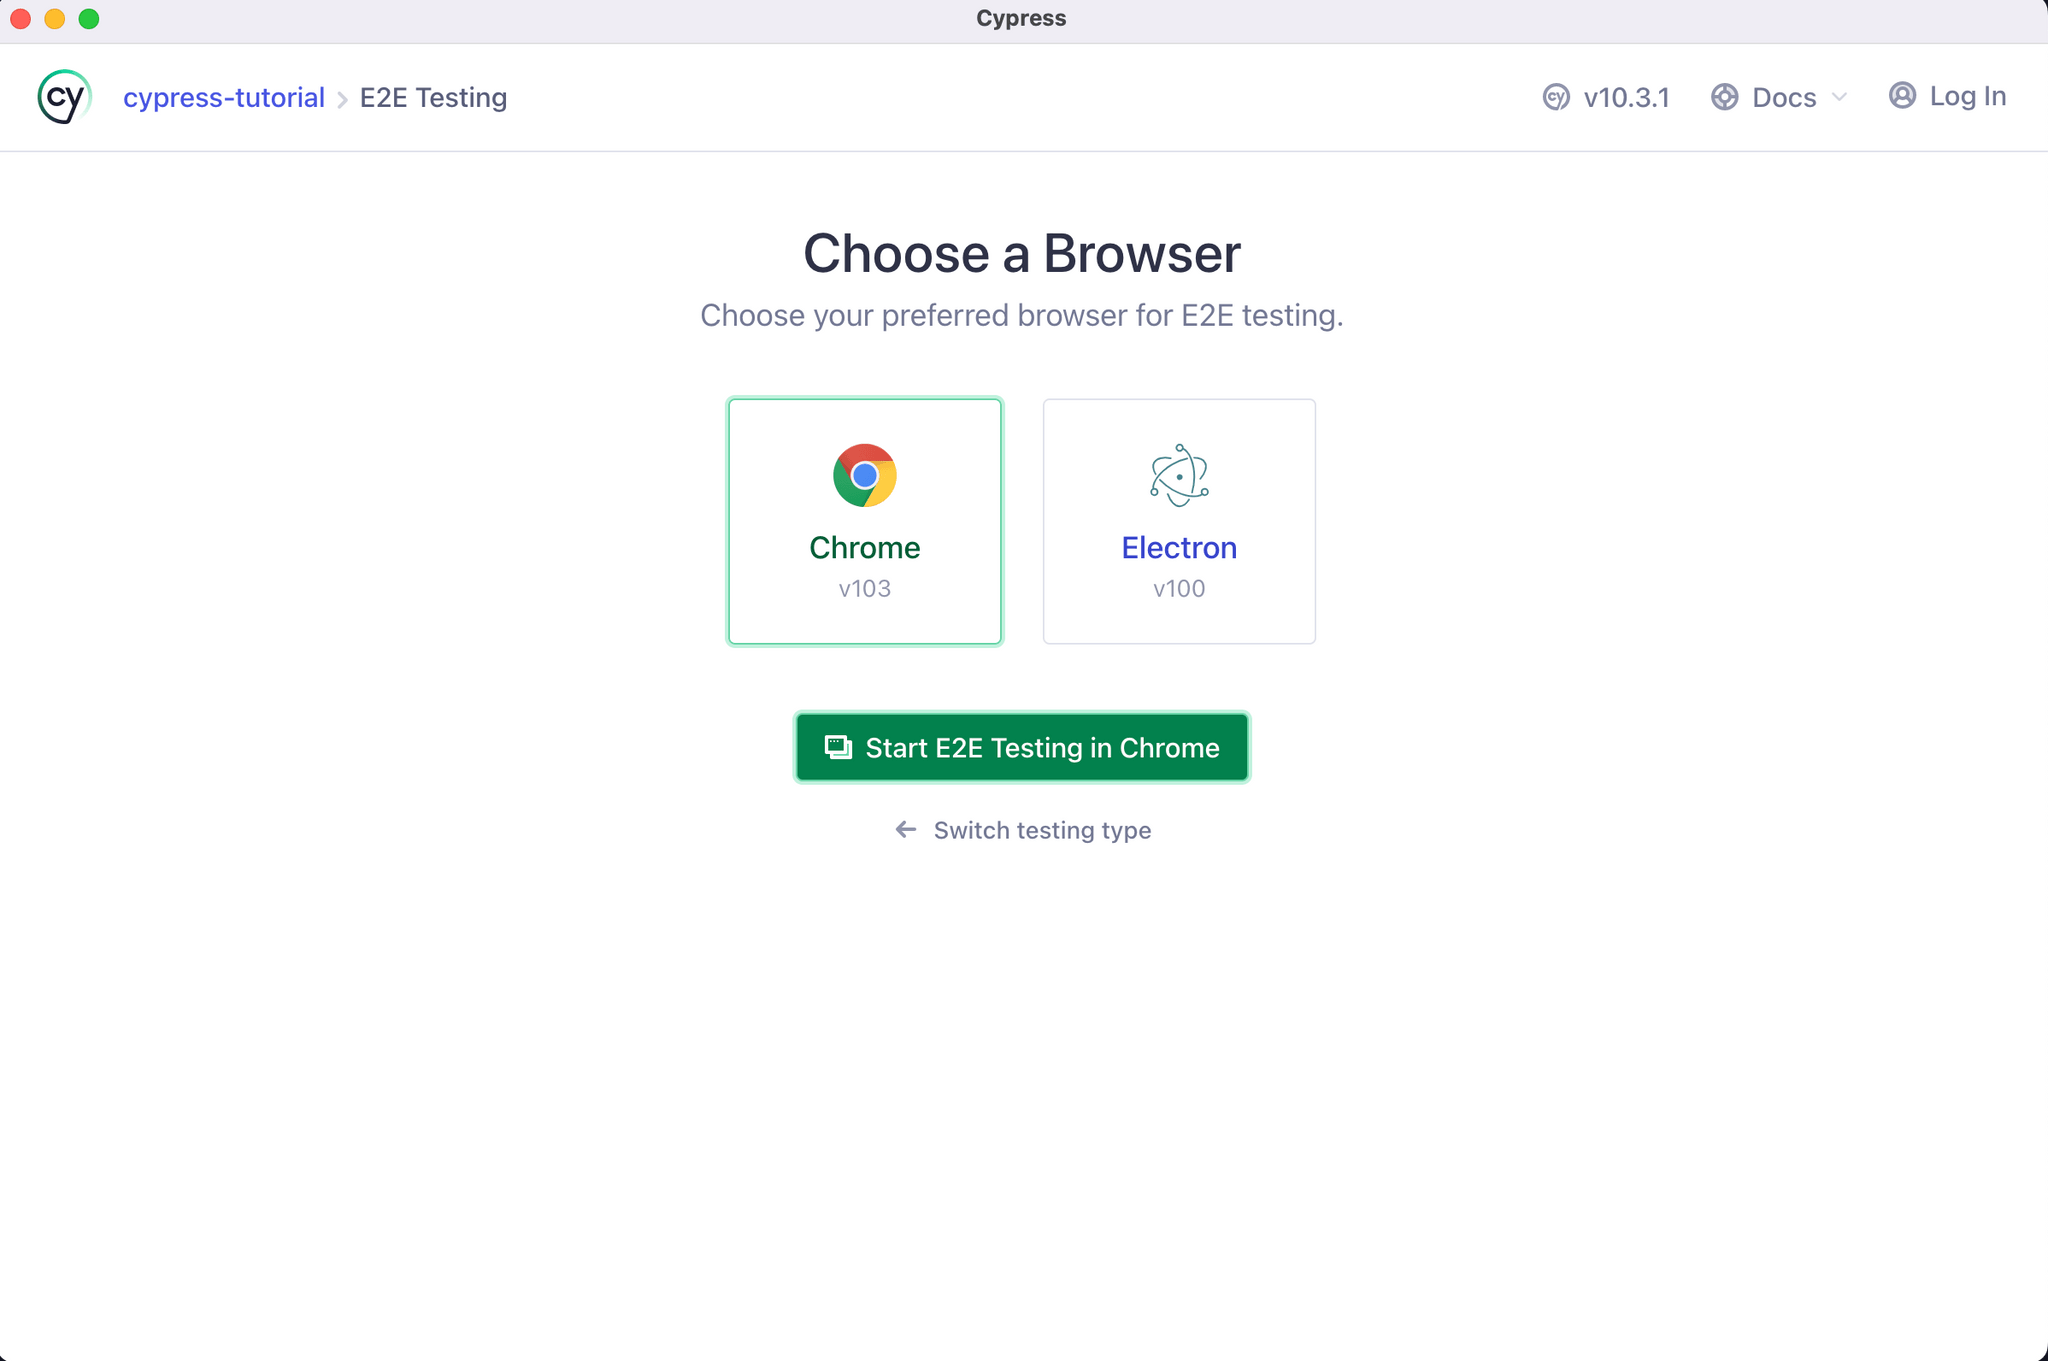 Cypress
cy cypress-tutorial E2E Testing cy v10.3.1 Docs Log In
Choose a Browser
Choose your preferred browser for E2E testing.
Chrome Electron
v103 v100
Start E2E Testing in Chrome
Switch testing type